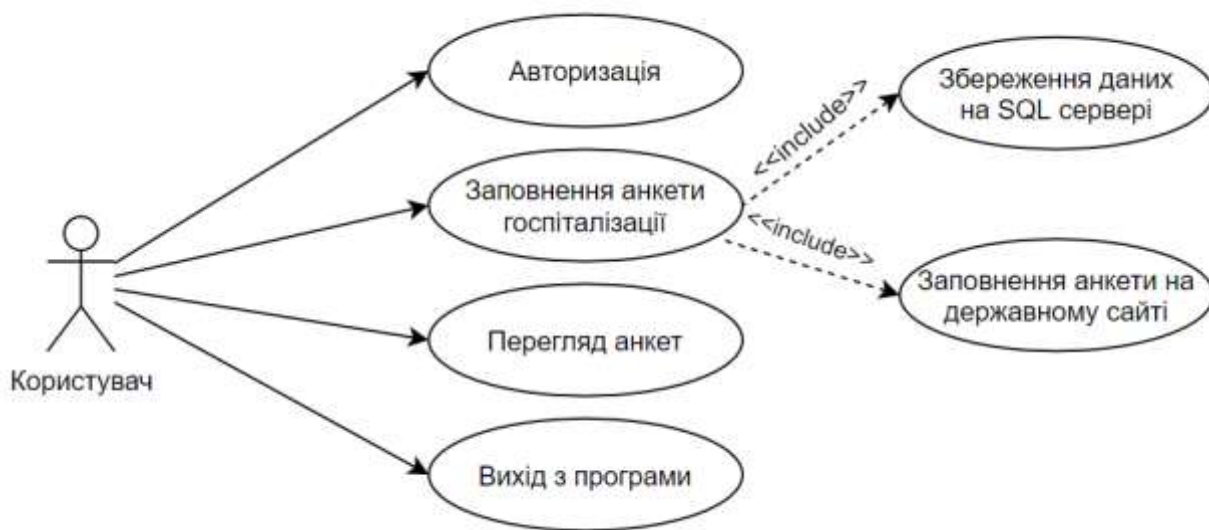 Авторизація
Заповнення анкети
госпіталізації
Перегляд анкет
Вихід з програми
Користувач
<<include>>
<<include>>
Збереження даних
на SQL сервері
Заповнення анкети на
державному сайті